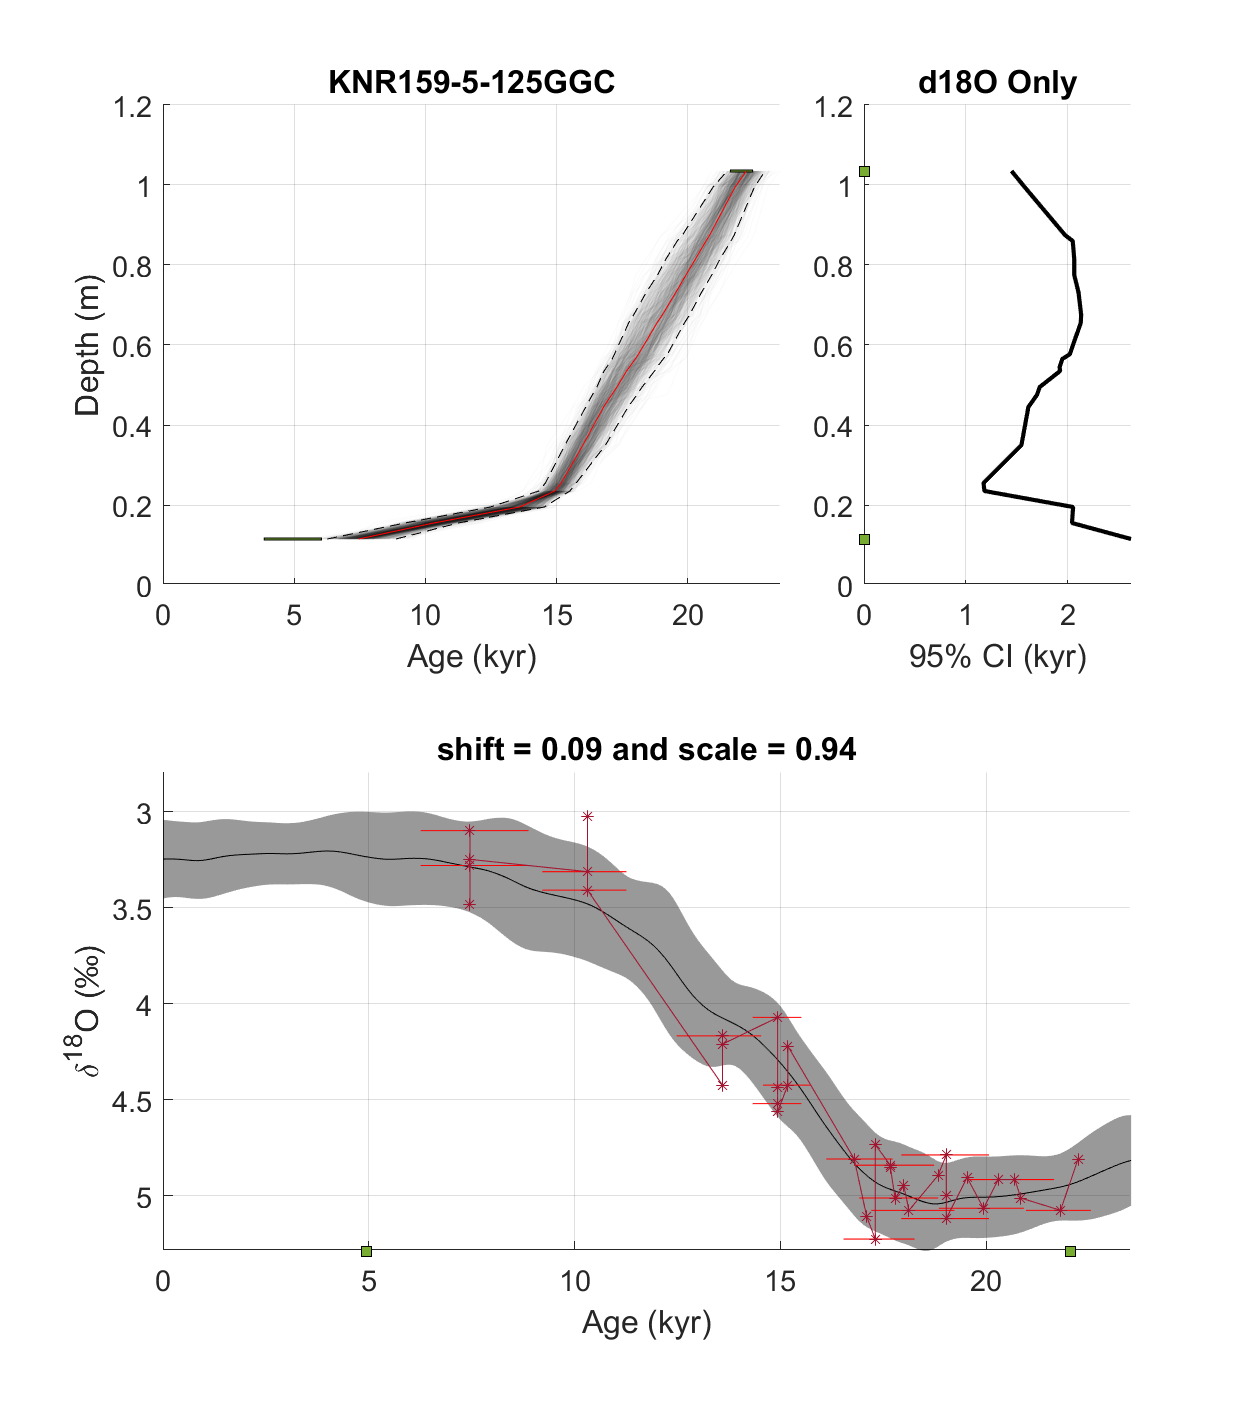 KNR159-5-125GGC
d18O Only
1.2
1
0.8
0.6
0.4
0.2
0
Depth (m)
0 5 10 15 20
Age (kyr)
1.2
1
0.8
0.6
0.4
0.2
0
0 1 2
95% CI (kyr)
shift = 0.09 and scale = 0.94
3
3.5
4
4.5
5
δ18O (‰)
0 5 10 15 20
Age (kyr)